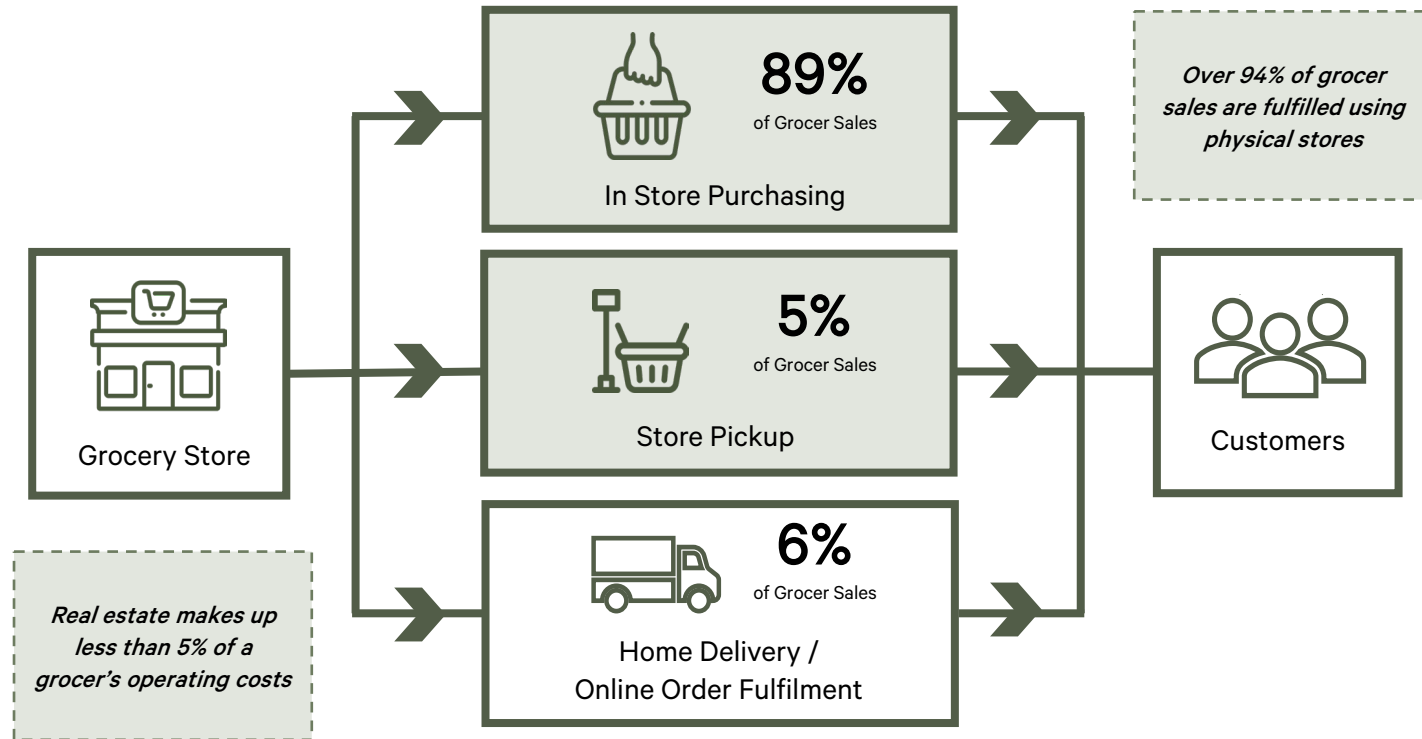 89%
of Grocer Sales
In Store Purchasing
Over 94% of grocer
sales are fulfilled using
physical stores
Grocery Store
5%
of Grocer Sales
Store Pickup
Customers
6%
of Grocer Sales
Home Delivery /
Online Order Fulfilment
Real estate makes up
less than 5% of a
grocer’s operating costs